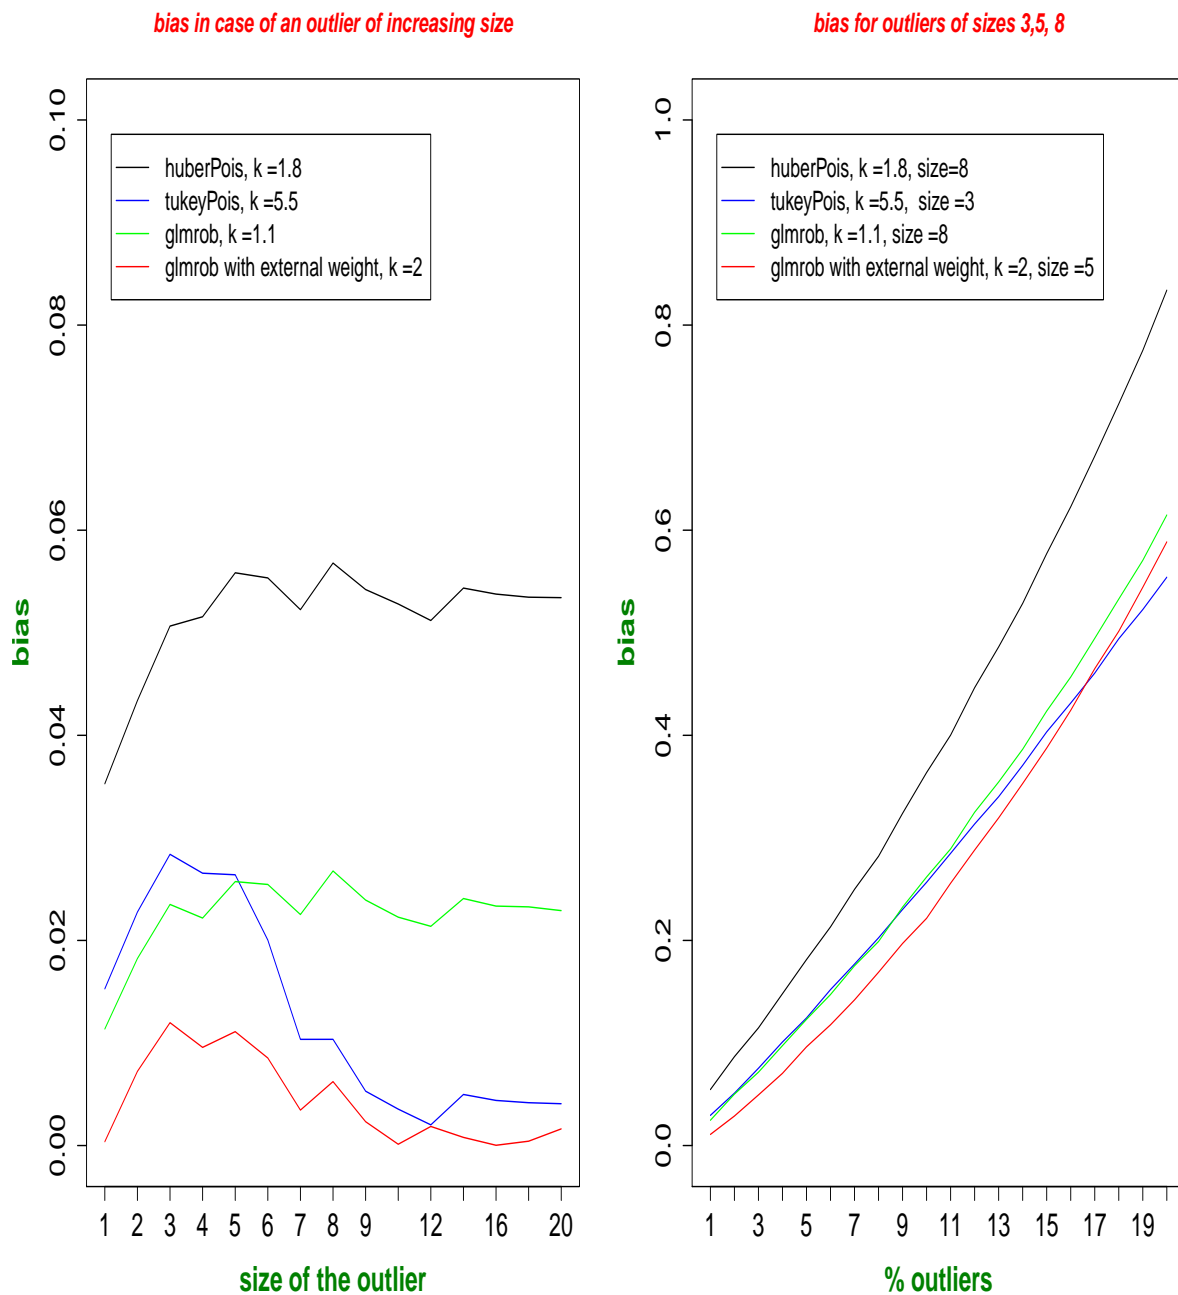 bias in case of an outlier of increasing size
0.10
0.08
0.06
0.04
0.02
0.00
bias
huberPois, k =1.8
tukeyPois, k =5.5
glmrob, k =1.1
glmrob with external weight, k =2
1 2 3 4 5 6 7 8 9 12 16 20
size of the outlier
bias for outliers of sizes 3,5, 8
1.0
0.8
0.6
0.4
0.2
0.0
bias
huberPois, k =1.8, size=8
tukeyPois, k =5.5, size =3
glmrob, k =1.1, size =8
glmrob with external weight, k =2, size =5
1 3 5 7 9 11 13 15 17 19
% outliers